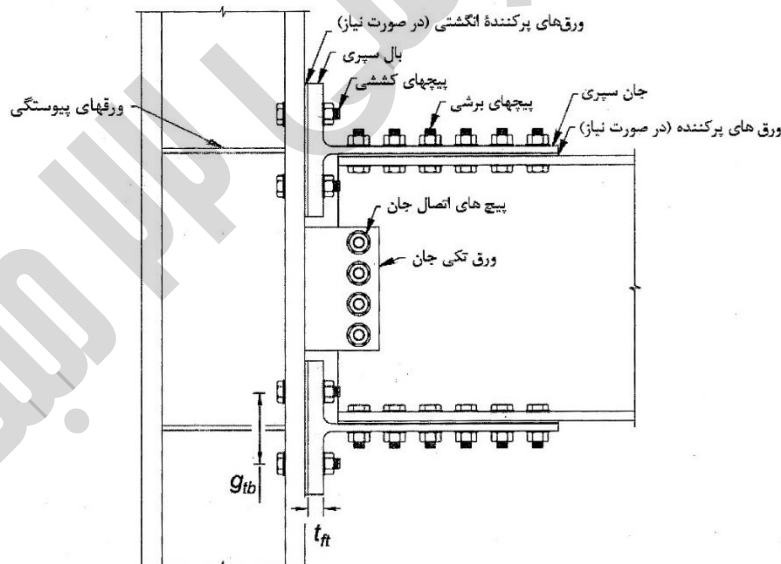 ورق‌های پرکنندهٔ انگشتی (در صورت نیاز)
بال سپری
پیچهای کششی
پیچهای برشی
جان سپری
ورق های پرکننده (در صورت نیاز)
ورقهای پیوستگی
پیچ های اتصال جان
ورق تکی جان
g_tb
t_ft